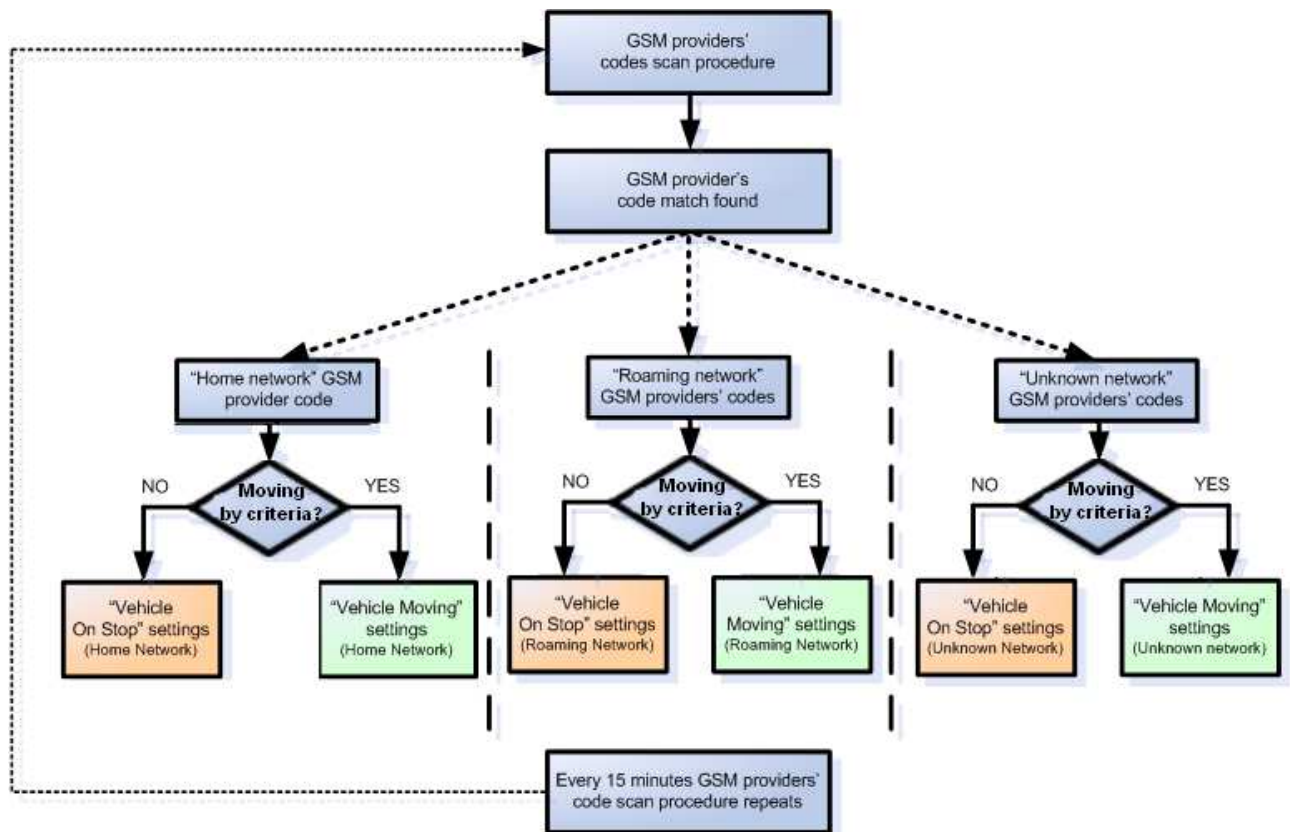 GSM providers'
codes scan procedure
GSM provider's
code match found
"Home network" GSM
provider code
"Roaming network"
GSM providers' codes
"Unknown network"
GSM providers' codes
NO
Moving
by criteria?
YES
NO
Moving
by criteria?
YES
NO
Moving
by criteria?
YES
"Vehicle
On Stop" settings
(Home Network)
"Vehicle Moving"
settings
(Home Network)
"Vehicle
On Stop" settings
(Roaming Network)
"Vehicle
Moving" settings
(Roaming Network)
"Vehicle
On Stop" settings
(Unknown Network)
"Vehicle Moving"
settings
(Unknown network)
Every 15 minutes GSM providers'
code scan procedure repeats